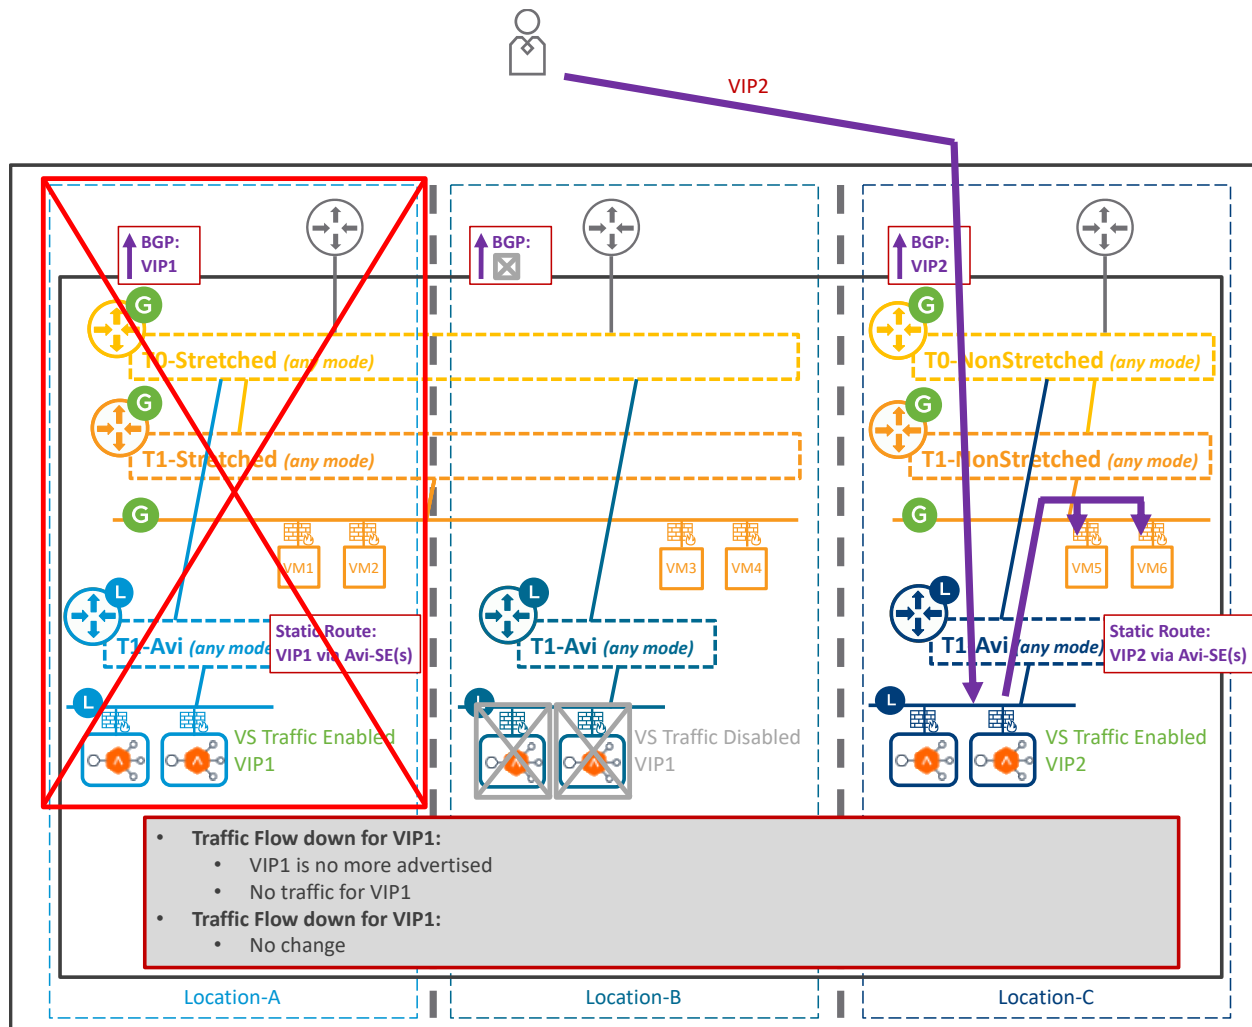 VIP2
BGP:
VIP1
BGP:
BGP:
VIP2
G
T0-Stretched (any mode)
G
T0-NonStretched (any mode)
G
T1-Stretched (any mode)
G
T1-NonStretched (any mode)
G
G
VM1
VM2
VM3
VM4
VM5
VM6
L
T1-Avi (any mode
Static Route:
VIP1 via Avi-SE(s)
L
T1-Avi (any mode)
L
T1-Avi (any mode)
Static Route:
VIP2 via Avi-SE(s)
L
VS Traffic Enabled
VIP1
L
VS Traffic Disabled
VIP1
L
VS Traffic Enabled
VIP2
• Traffic Flow down for VIP1:
• VIP1 is no more advertised
• No traffic for VIP1
• Traffic Flow down for VIP1:
• No change
Location-A
Location-B
Location-C